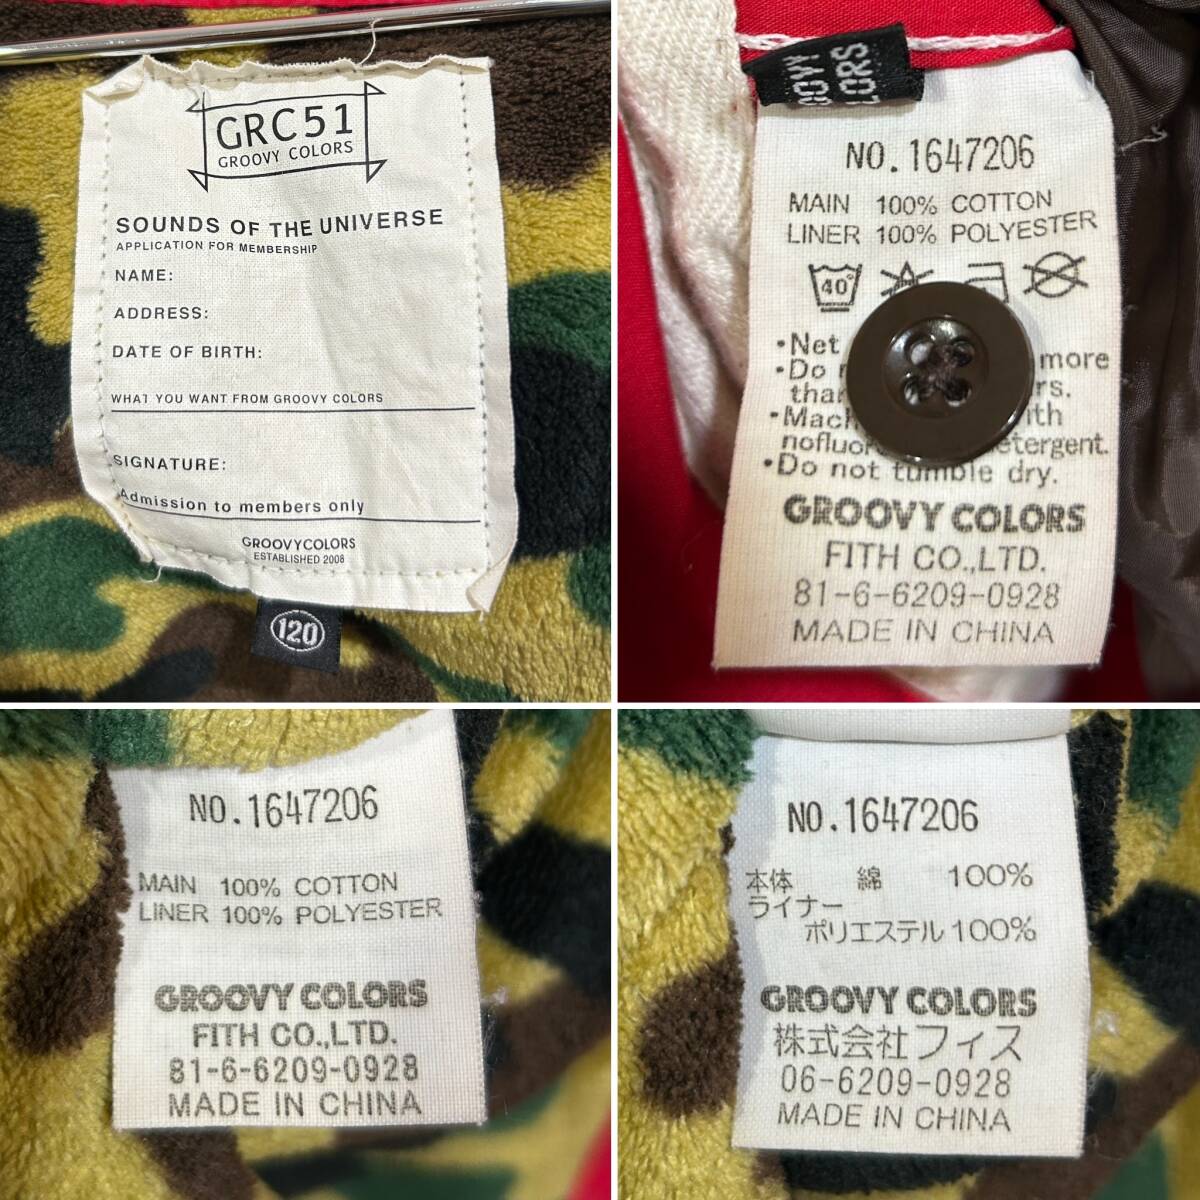 GRC51
GROOVY COLORS
SOUNDS OF THE UNIVERSE
APPLICATION FOR MEMBERSHIP
NAME:
ADDRESS:
DATE OF BIRTH:
WHAT YOU WANT FROM GROOVY COLORS
SIGNATURE:
Admission to members only
GROOVYCOLORS
ESTABLISHED 2008
120
NO.1647206
MAIN 100% COTTON
LINER 100% POLYESTER
40°
•Net
•Do more
than
•Mach with
detergent.
•Do not tumble dry.
GROOVY COLORS
FITH CO.,LTD.
81-6-6209-0928
MADE IN CHINA
NO.1647206
MAIN 100% COTTON
LINER 100% POLYESTER
GROOVY COLORS
FITH CO.,LTD.
81-6-6209-0928
MADE IN CHINA
NO.1647206
本体 綿 100%
ライナー
ポリエステル 100%
GROOVY COLORS
株式会社フィス
06-6209-0928
MADE IN CHINA